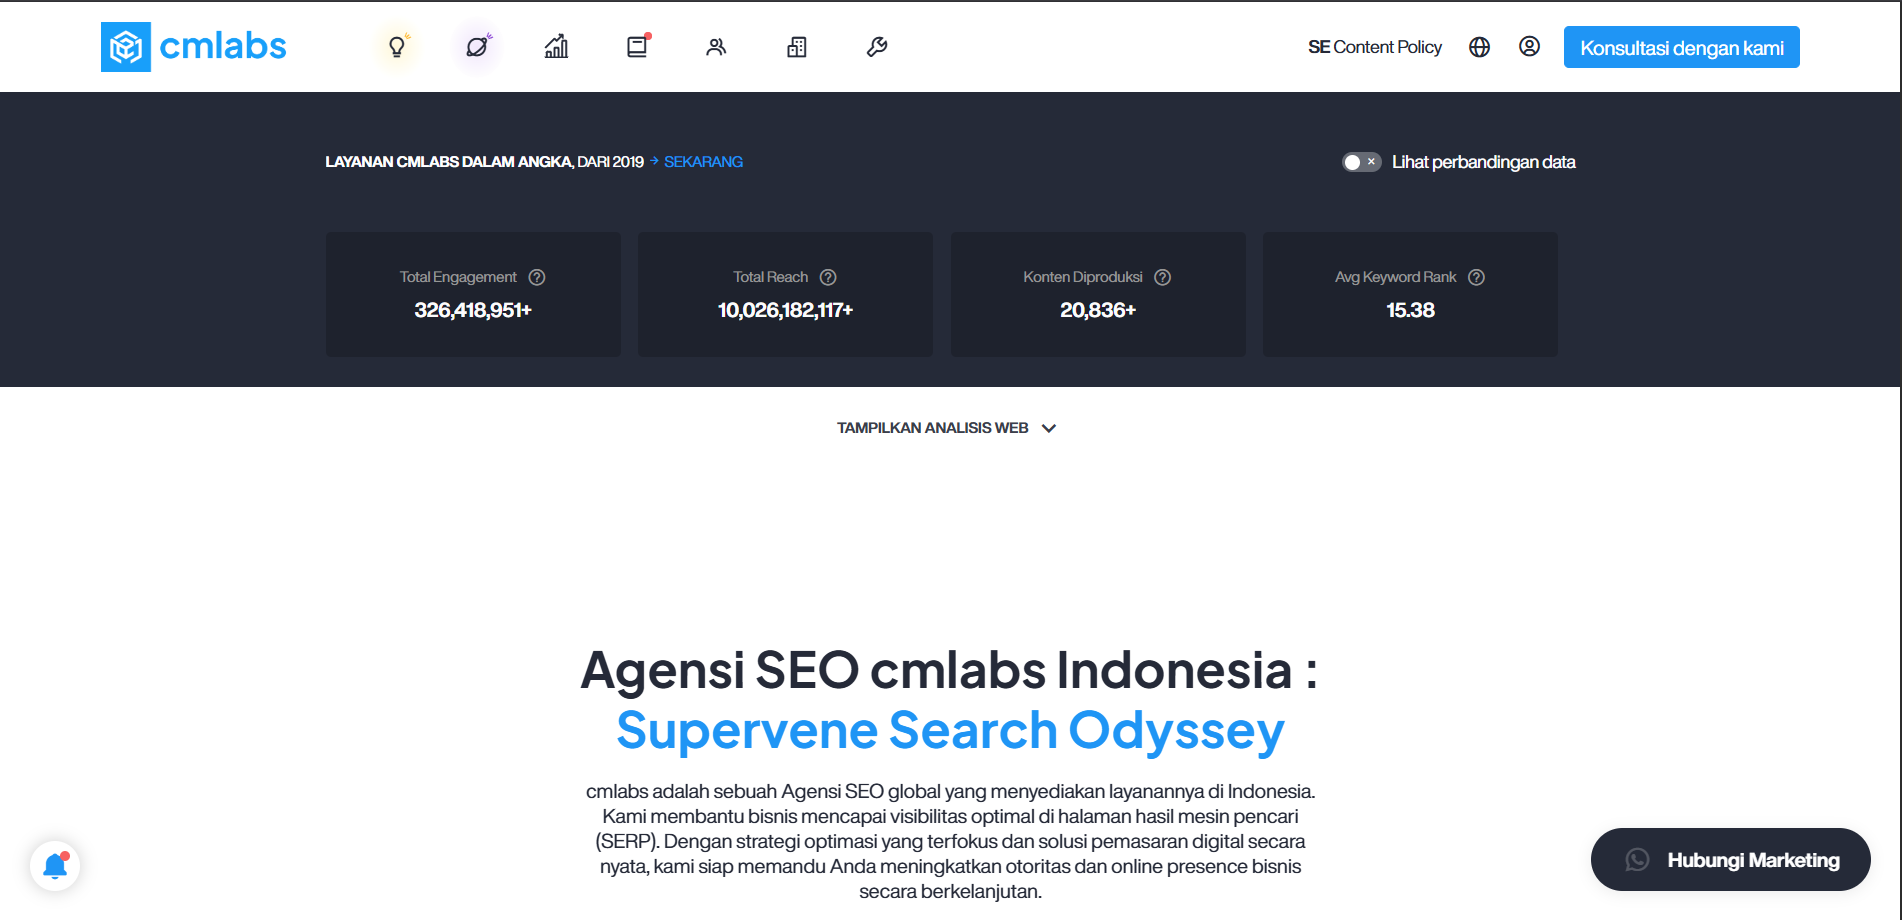 cmlabs
SE Content Policy
Konsultasi dengan kami
LAYANAN CMLABS DALAM ANGKA, DARI 2019 → SEKARANG
Lihat perbandingan data
Total Engagement
326,418,951+
Total Reach
10,026,182,117+
Konten Diproduksi
20,836+
Avg Keyword Rank
15.38
TAMPILKAN ANALISIS WEB
Agensi SEO cmlabs Indonesia :
Supervene Search Odyssey
cmlabs adalah sebuah Agensi SEO global yang menyediakan layanannya di Indonesia.
Kami membantu bisnis mencapai visibilitas optimal di halaman hasil mesin pencari
(SERP). Dengan strategi optimasi yang terfokus dan solusi pemasaran digital secara
nyata, kami siap memandu Anda meningkatkan otoritas dan online presence bisnis
secara berkelanjutan.
Hubungi Marketing